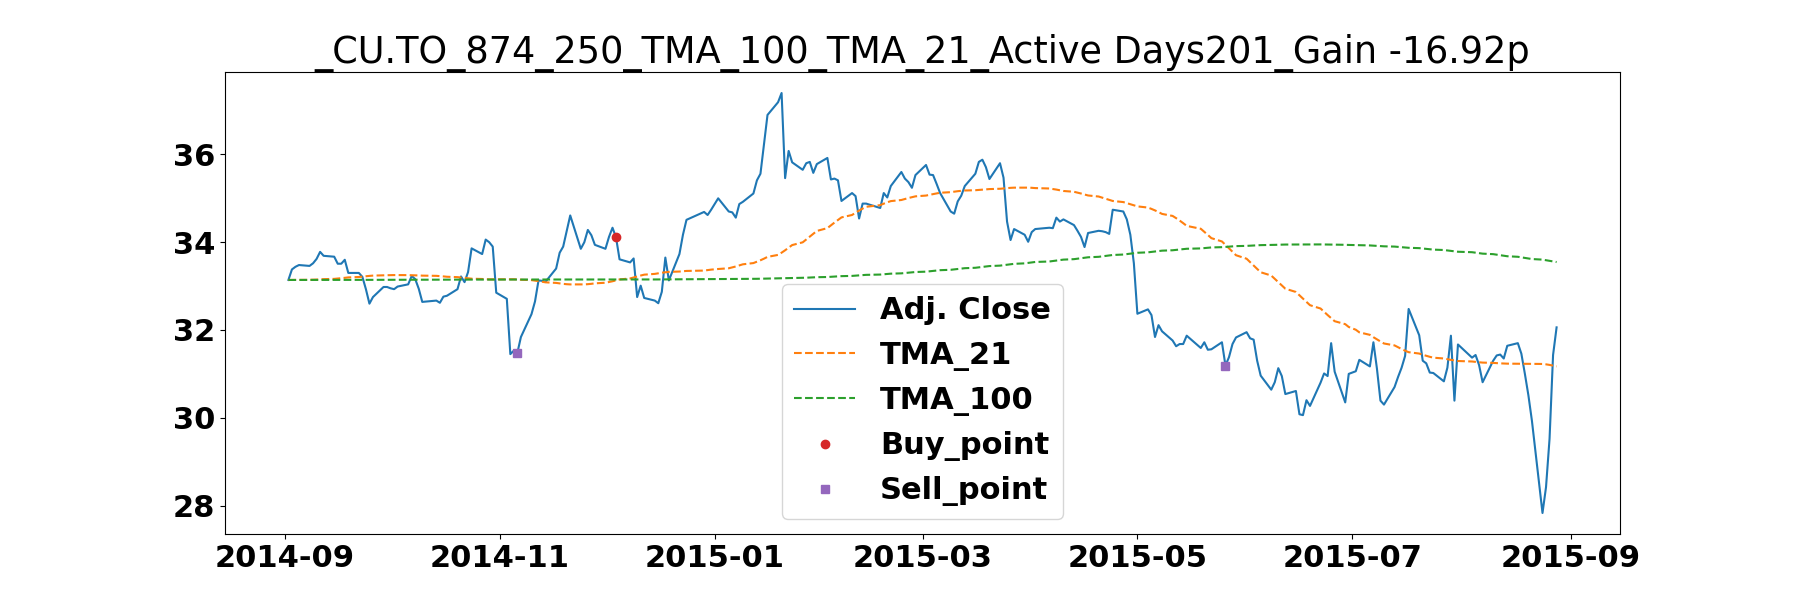 _CU.TO_874_250_TMA_100_TMA_21_Active Days201_Gain -16.92p
36
34
32
30
28
Adj. Close
TMA_21
TMA_100
Buy_point
Sell_point
2014-09 2014-11 2015-01 2015-03 2015-05 2015-07 2015-09